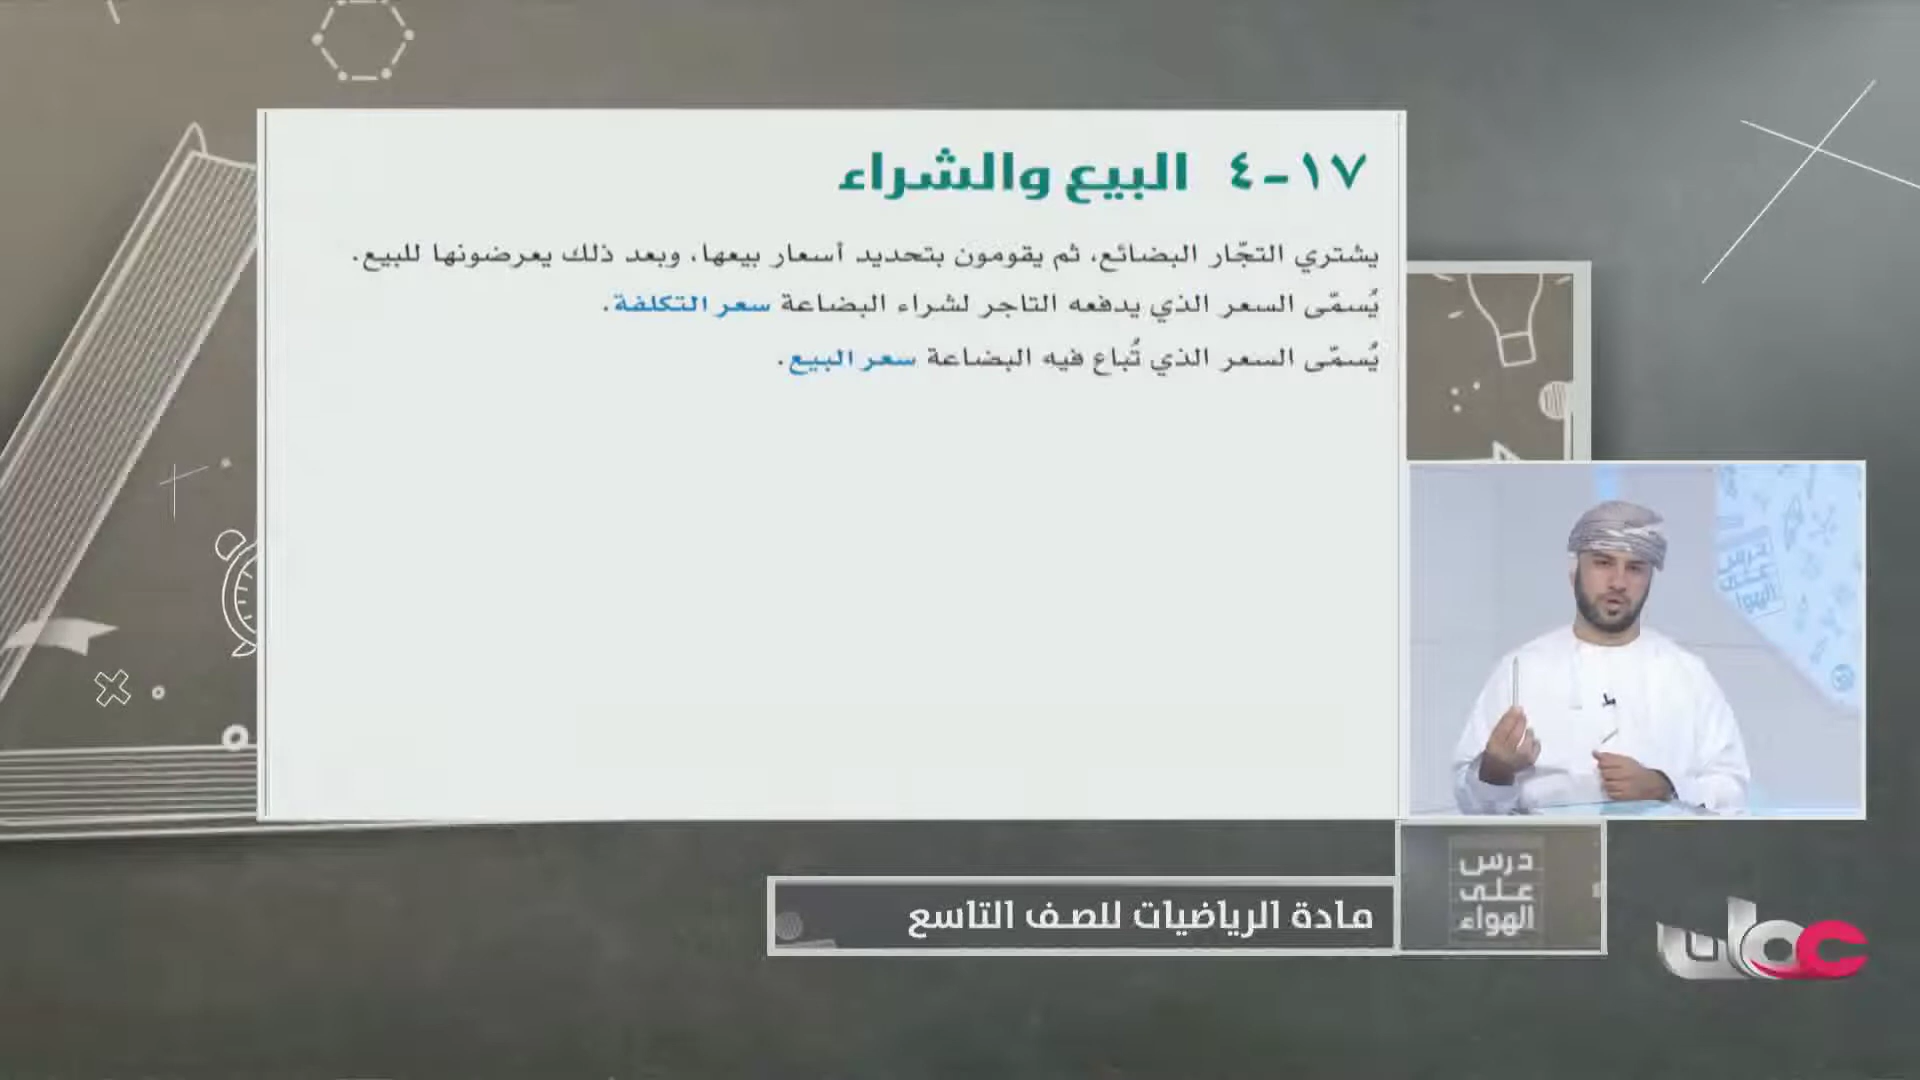 ١٧-٤ البيع والشراء
يشتري التجّار البضائع، ثم يقومون بتحديد أسعار بيعها، وبعد ذلك يعرضونها للبيع.
يُسمّى السعر الذي يدفعه التاجر لشراء البضاعة سعر التكلفة.
يُسمّى السعر الذي تُباع فيه البضاعة سعر البيع.
درس
على
الهواء
مادة الرياضيات للصف التاسع
درس
على
الهواء
عمان